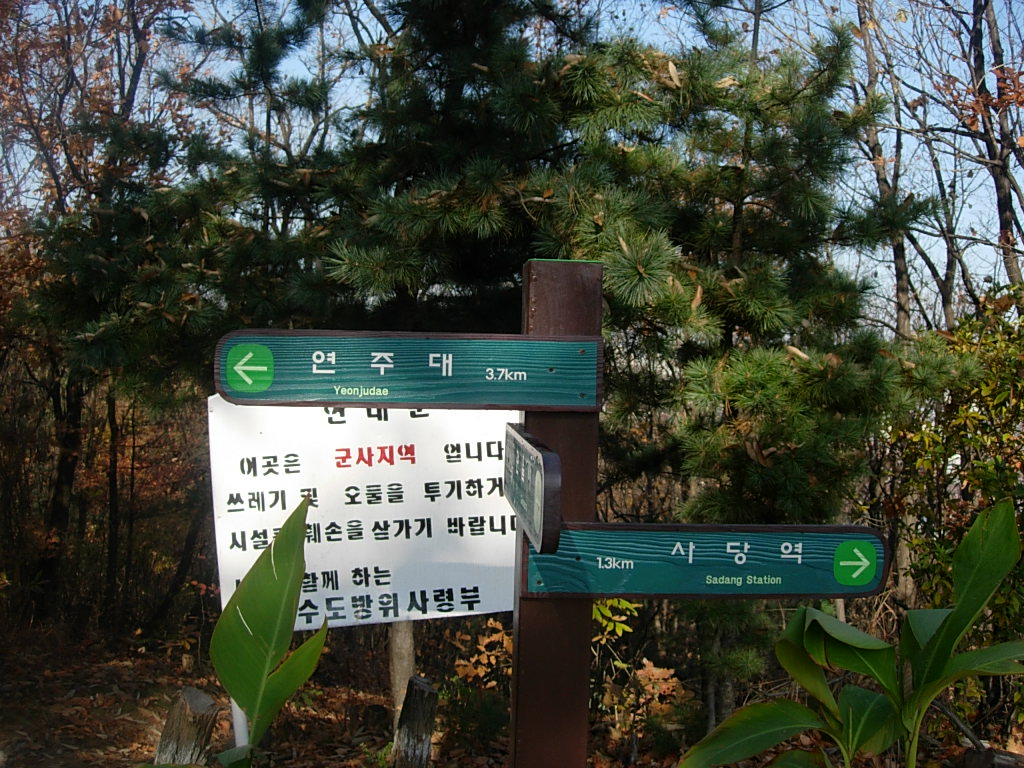 연주대 3.7km
Yeonjudae
이곳은 군사지역 입니다
쓰레기 및 오물을 투기하거
시설 훼손을 삼가기 바랍니다
함께 하는
수도방위사령부
1.3km 사당역
Sadang Station